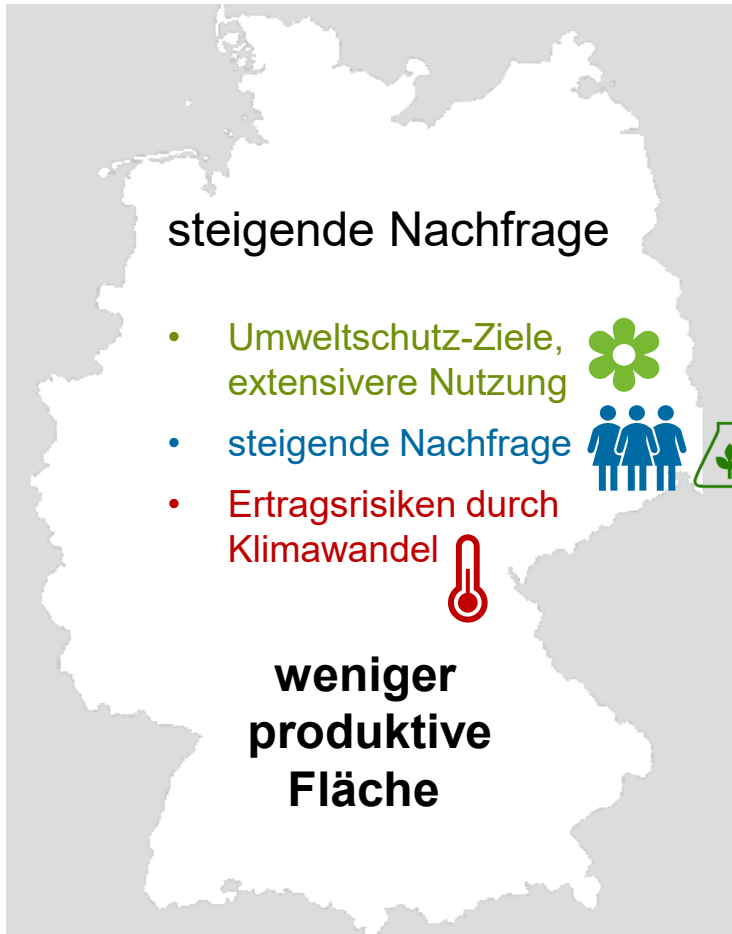 steigende Nachfrage
• Umweltschutz-Ziele,
extensivere Nutzung
• steigende Nachfrage
• Ertragsrisiken durch
Klimawandel
weniger
produktive
Fläche